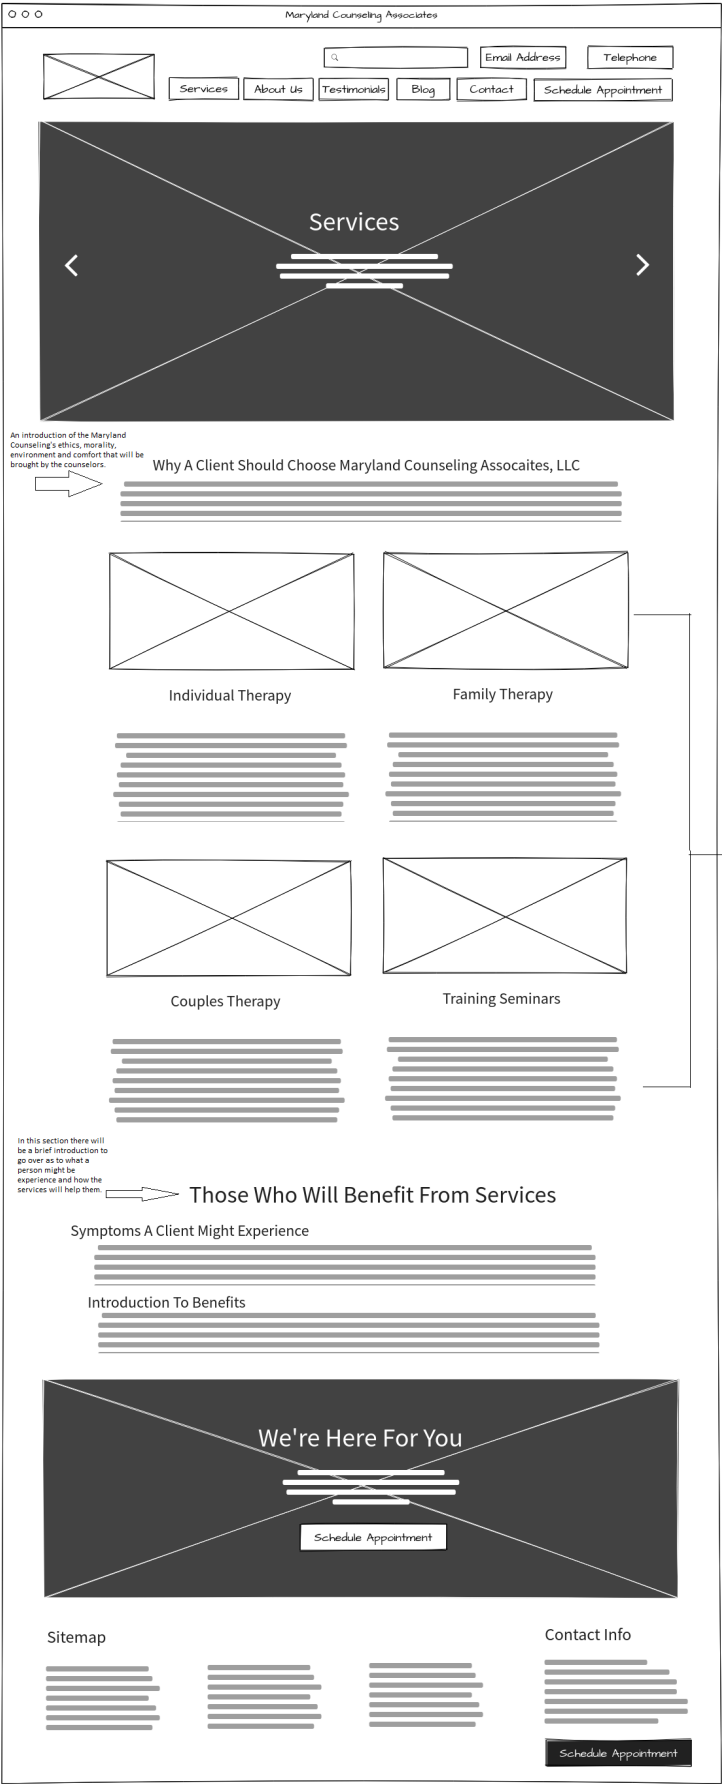 Maryland Counseling Associates
Email Address
Telephone
Services
About Us
Testimonials
Blog
Contact
Schedule Appointment
Services
An introduction of the Maryland
Counseling's ethics, morality,
environment and comfort that will be
brought by the counselors.
Why A Client Should Choose Maryland Counseling Assocaites, LLC
Individual Therapy
Family Therapy
Couples Therapy
Training Seminars
In this section there will
be a brief introduction to
go over as to what a
person might be
experience and how the
services will help them.
Those Who Will Benefit From Services
Symptoms A Client Might Experience
Introduction To Benefits
We're Here For You
Schedule Appointment
Sitemap
Contact Info
Schedule Appointment